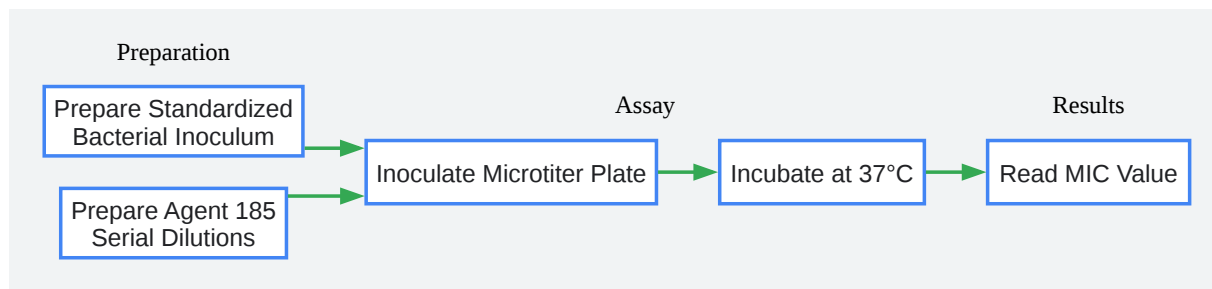 Preparation
Prepare Standardized
Bacterial Inoculum
Prepare Agent 185
Serial Dilutions
Assay
Inoculate Microtiter Plate
Incubate at 37°C
Results
Read MIC Value